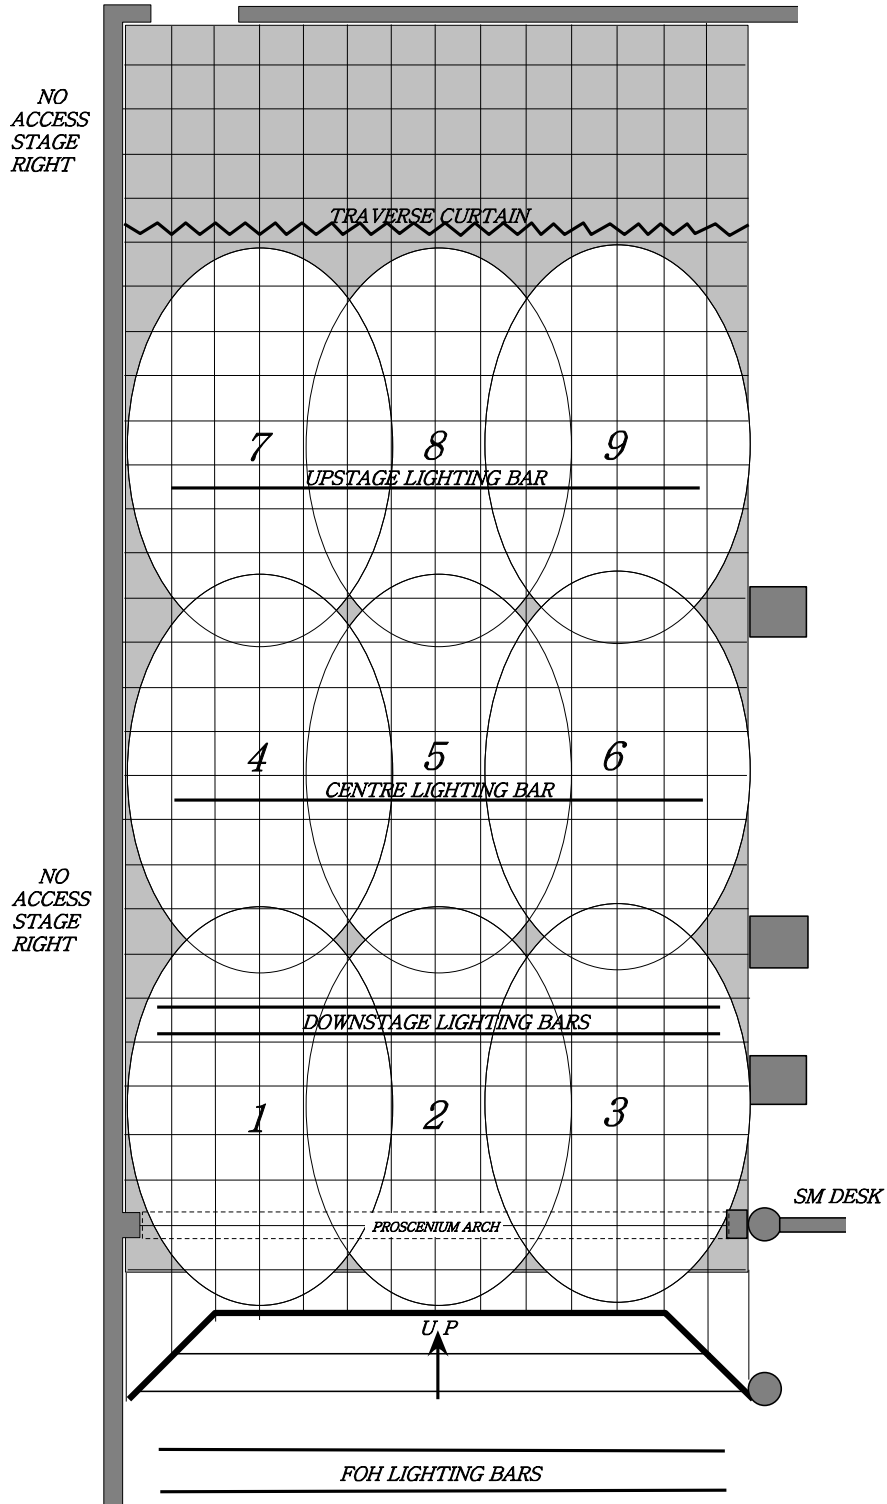 NO
ACCESS
STAGE
RIGHT
TRAVERSE CURTAIN
7 8 9
UPSTAGE LIGHTING BAR
4 5 6
CENTRE LIGHTING BAR
NO
ACCESS
STAGE
RIGHT
DOWNSTAGE LIGHTING BARS
1 2 3
SM DESK
PROSCENIUM ARCH
U P
FOH LIGHTING BARS